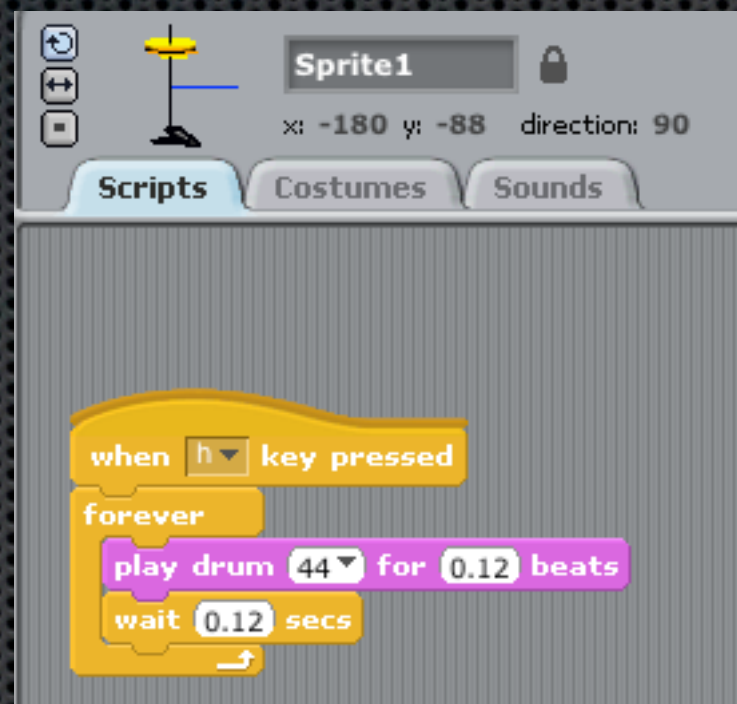 Sprite1
x: -180 y: -88 direction: 90
Scripts Costumes Sounds
when h key pressed
forever
play drum 44 for 0.12 beats
wait 0.12 secs